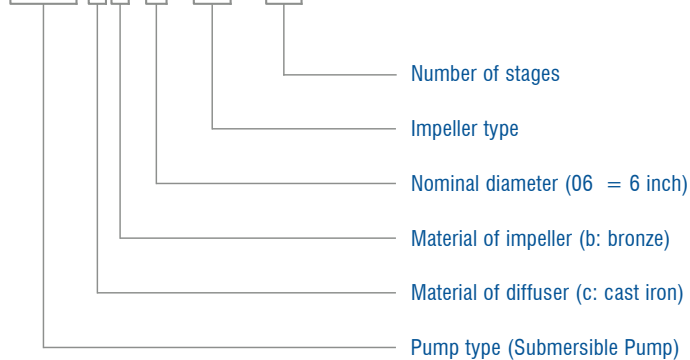 Number of stages
Impeller type
Nominal diameter (06 = 6 inch)
Material of impeller (b: bronze)
Material of diffuser (c: cast iron)
Pump type (Submersible Pump)